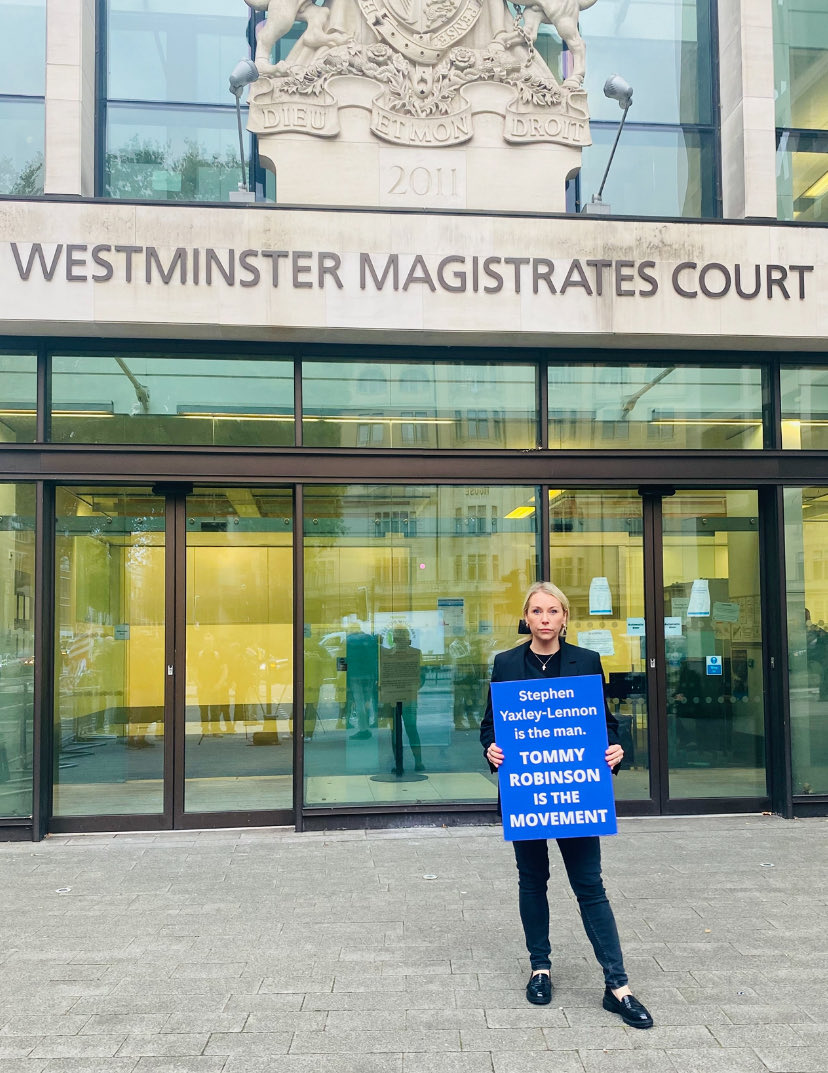 DIEU ET MON DROIT
2011
WESTMINSTER MAGISTRATES COURT
Stephen
Yaxley-Lennon
is the man.
TOMMY
ROBINSON
IS THE
MOVEMENT